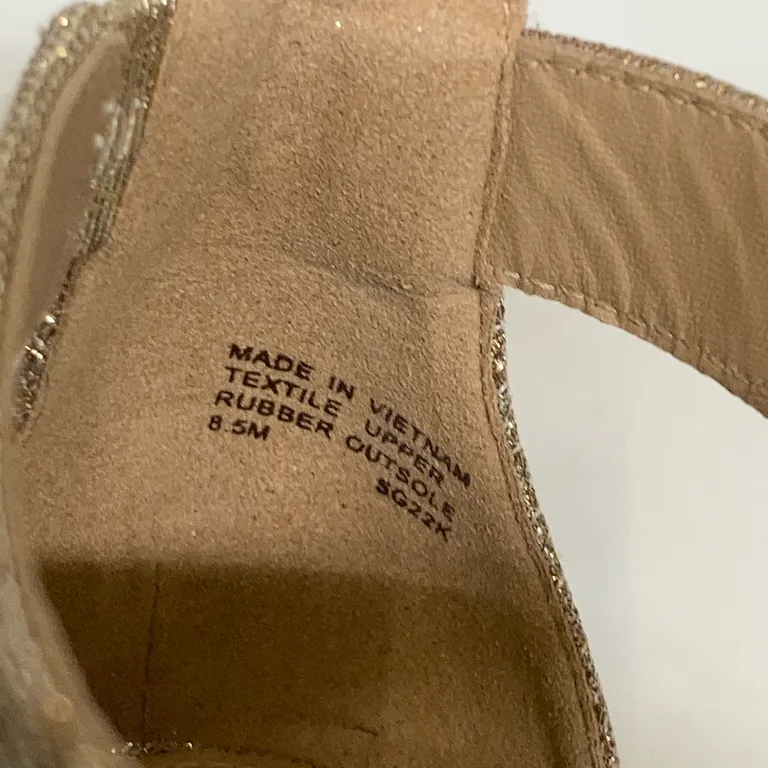 MADE IN VIETNAM
TEXTILE UPPER
RUBBER OUTSOLE
8.5M SG22K